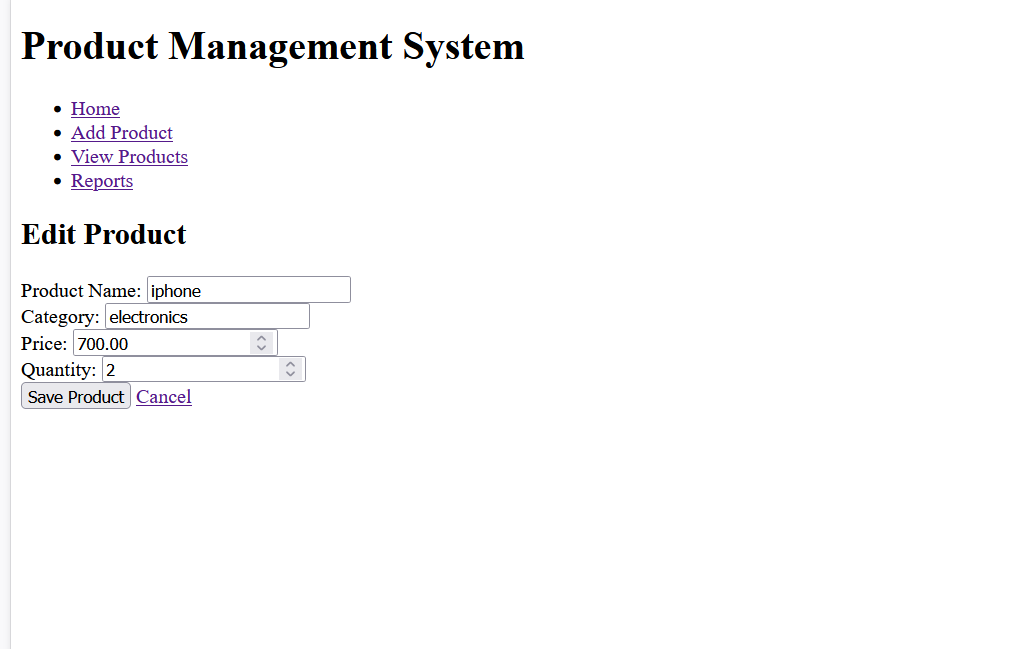 Product Management System
Home
Add Product
View Products
Reports
Edit Product
Product Name: iphone
Category: electronics
Price: 700.00
Quantity: 2
Save Product Cancel